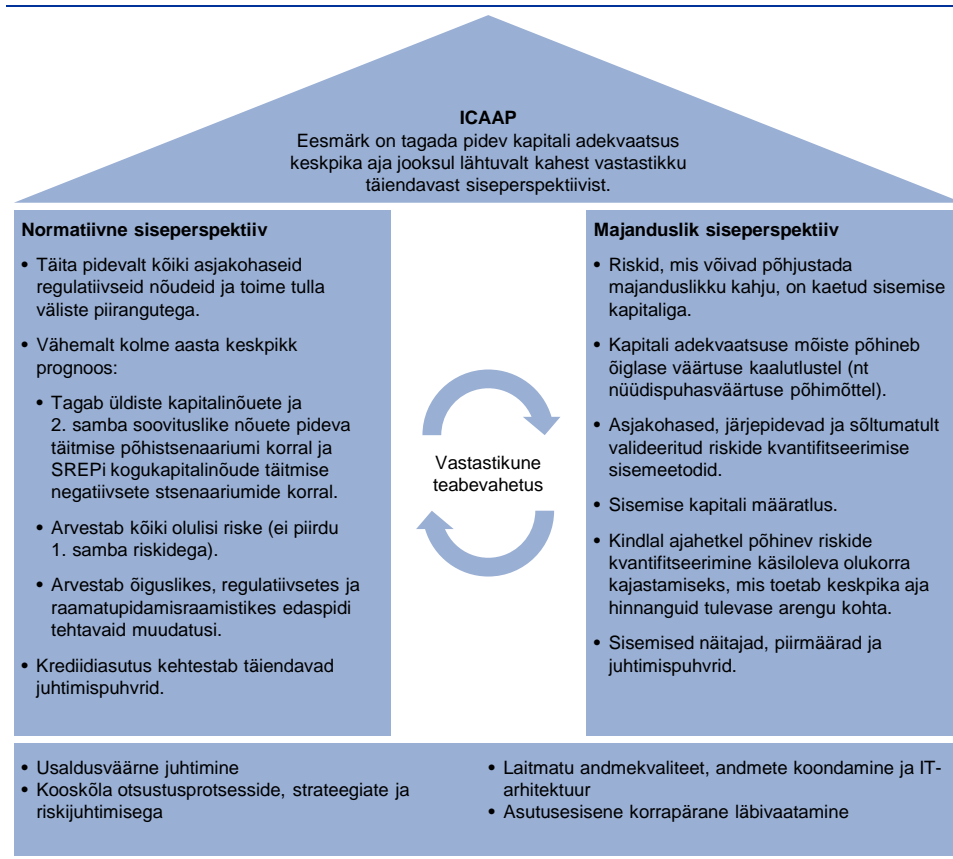 ICAAP
Eesmärk on tagada pidev kapitali adekvaatsus
keskpika aja jooksul lähtuvalt kahest vastastikku
täiendavast siseperspektiivist.
Normatiivne siseperspektiiv
• Täita pidevalt kõiki asjakohaseid
regulatiivseid nõudeid ja toime tulla
väliste piirangutega.
• Vähemalt kolme aasta keskpikk
prognoos:
• Tagab üldiste kapitalinõuete ja
2. samba soovituslike nõuete pideva
täitmise põhistsenaariumi korral ja
SREPi kogukapitalinõude täitmise
negatiivsete stsenaariumide korral.
• Arvestab kõiki olulisi riske (ei piirdu
1. samba riskidega).
• Arvestab õiguslikes, regulatiivsetes ja
raamatupidamisraamistikes edaspidi
tehtavaid muudatusi.
• Krediidiasutus kehtestab täiendavad
juhtimispuhvrid.
Vastastikune
teabevahetus
Majanduslik siseperspektiiv
• Riskid, mis võivad põhjustada
majanduslikku kahju, on kaetud sisemise
kapitaliga.
• Kapitali adekvaatsuse mõiste põhineb
õiglase väärtuse kaalutlustel (nt
nüüdispuhasväärtuse põhimõttel).
• Asjakohased, järjepidevad ja sõltumatult
valideeritud riskide kvantifitseerimise
sisemeetodid.
• Sisemise kapitali määratlus.
• Kindlal ajahetkel põhinev riskide
kvantifitseerimine käsiloleva olukorra
kajastamiseks, mis toetab keskpika aja
hinnanguid tulevase arengu kohta.
• Sisemised näitajad, piirmäärad ja
juhtimispuhvrid.
• Usaldusväärne juhtimine
• Kooskõla otsustusprotsesside, strateegiate ja
riskijuhtimisega
• Laitmatu andmekvaliteet, andmete koondamine ja IT-
arhitektuur
• Asutusesisene korrapärane läbivaatamine